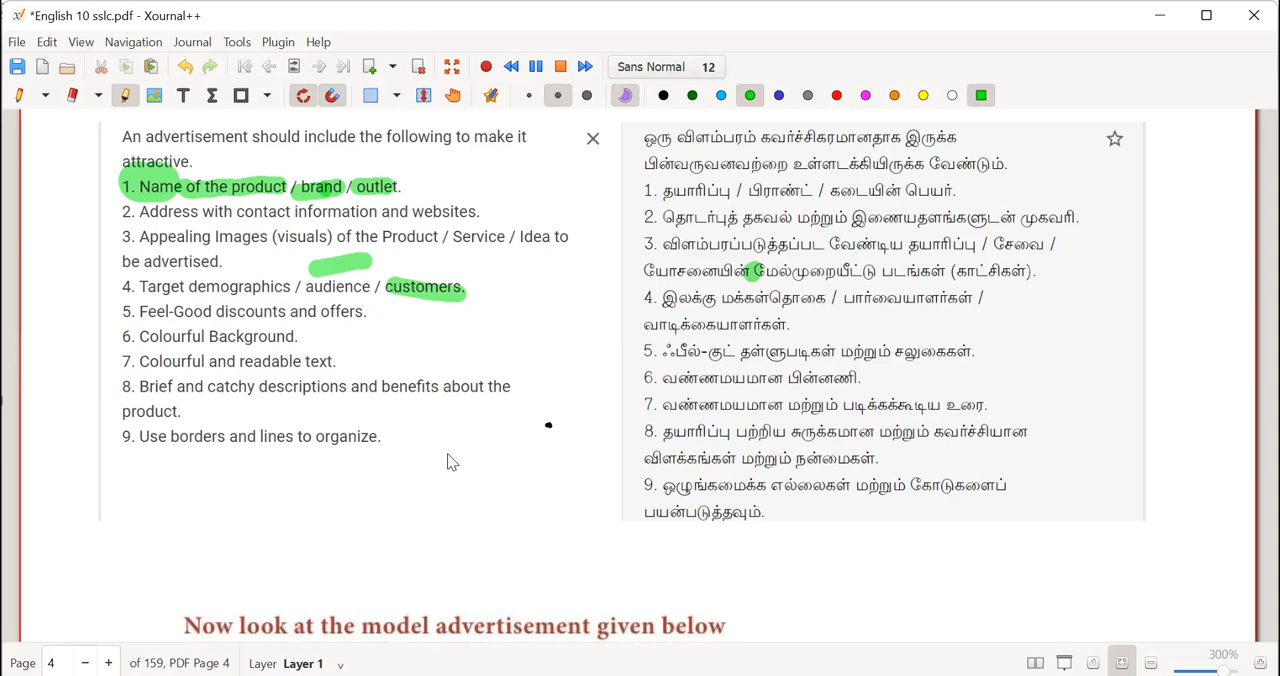 *English 10 sslc.pdf - Xournal++
File Edit View Navigation Journal Tools Plugin Help
Sans Normal 12
An advertisement should include the following to make it
attractive.
1. Name of the product / brand / outlet.
2. Address with contact information and websites.
3. Appealing Images (visuals) of the Product / Service / Idea to
be advertised.
4. Target demographics / audience / customers.
5. Feel-Good discounts and offers.
6. Colourful Background.
7. Colourful and readable text.
8. Brief and catchy descriptions and benefits about the
product.
9. Use borders and lines to organize.
ஒரு விளம்பரம் கவர்ச்சிகரமானதாக இருக்க
பின்வருவனவற்றை உள்ளடக்கியிருக்க வேண்டும்.
1. தயாரிப்பு / பிராண்ட் / கடையின் பெயர்.
2. தொடர்புத் தகவல் மற்றும் இணையதளங்களுடன் முகவரி.
3. விளம்பரப்படுத்தப்பட வேண்டிய தயாரிப்பு / சேவை /
யோசனையின் மேல்முறையீட்டு படங்கள் (காட்சிகள்).
4. இலக்கு மக்கள்தொகை / பார்வையாளர்கள் /
வாடிக்கையாளர்கள்.
5. ஃபீல்-குட் தள்ளுபடிகள் மற்றும் சலுகைகள்.
6. வண்ணமயமான பின்னணி.
7. வண்ணமயமான மற்றும் படிக்கக்கூடிய உரை.
8. தயாரிப்பு பற்றிய சுருக்கமான மற்றும் கவர்ச்சியான
விளக்கங்கள் மற்றும் நன்மைகள்.
9. ஒழுங்கமைக்க எல்லைகள் மற்றும் கோடுகளைப்
பயன்படுத்தவும்.
Now look at the model advertisement given below
Page 4 - + of 159, PDF Page 4 Layer Layer 1 300%